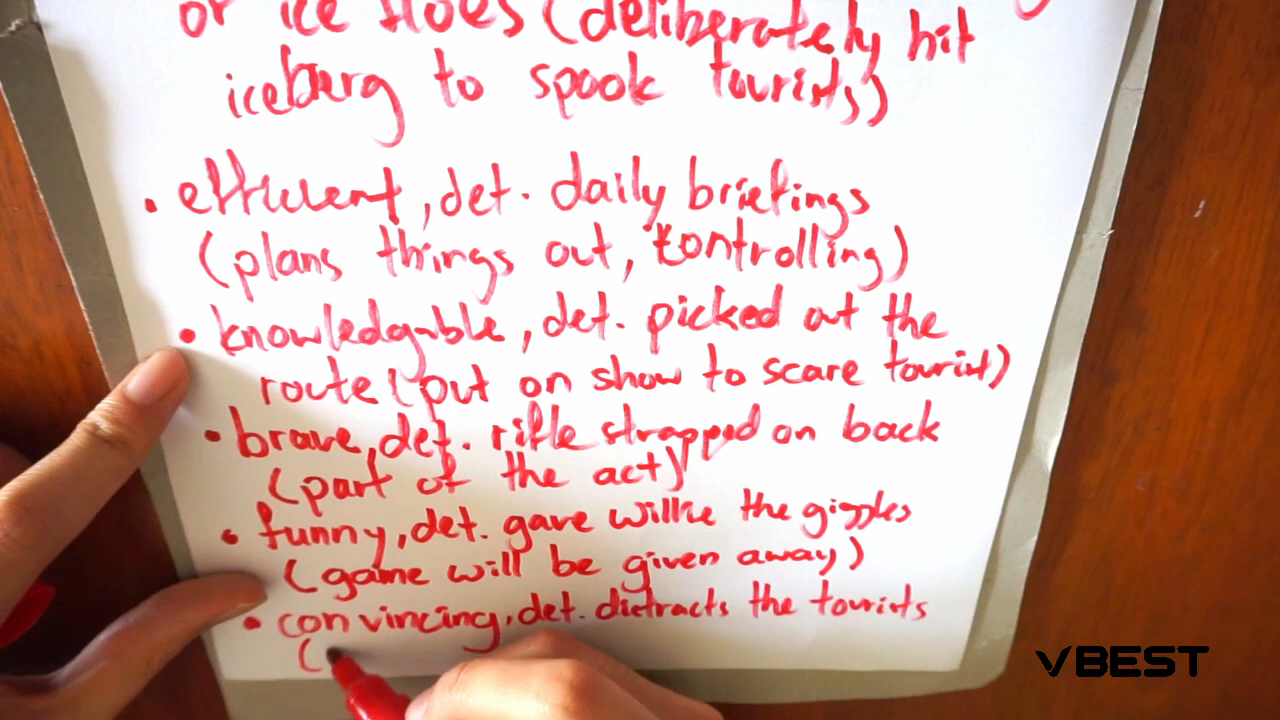 or ice floes (deliberately hit
iceberg to spook tourists)
• efficient, det. daily briefings
(plans things out, controlling)
• knowledgable, det. picked out the
route (put on show to scare tourist)
• brave, det. rifle strapped on back
(part of the act)
• funny, det. gave willie the giggles
(game will be given away)
• convincing, det. distracts the tourists
(
VBEST